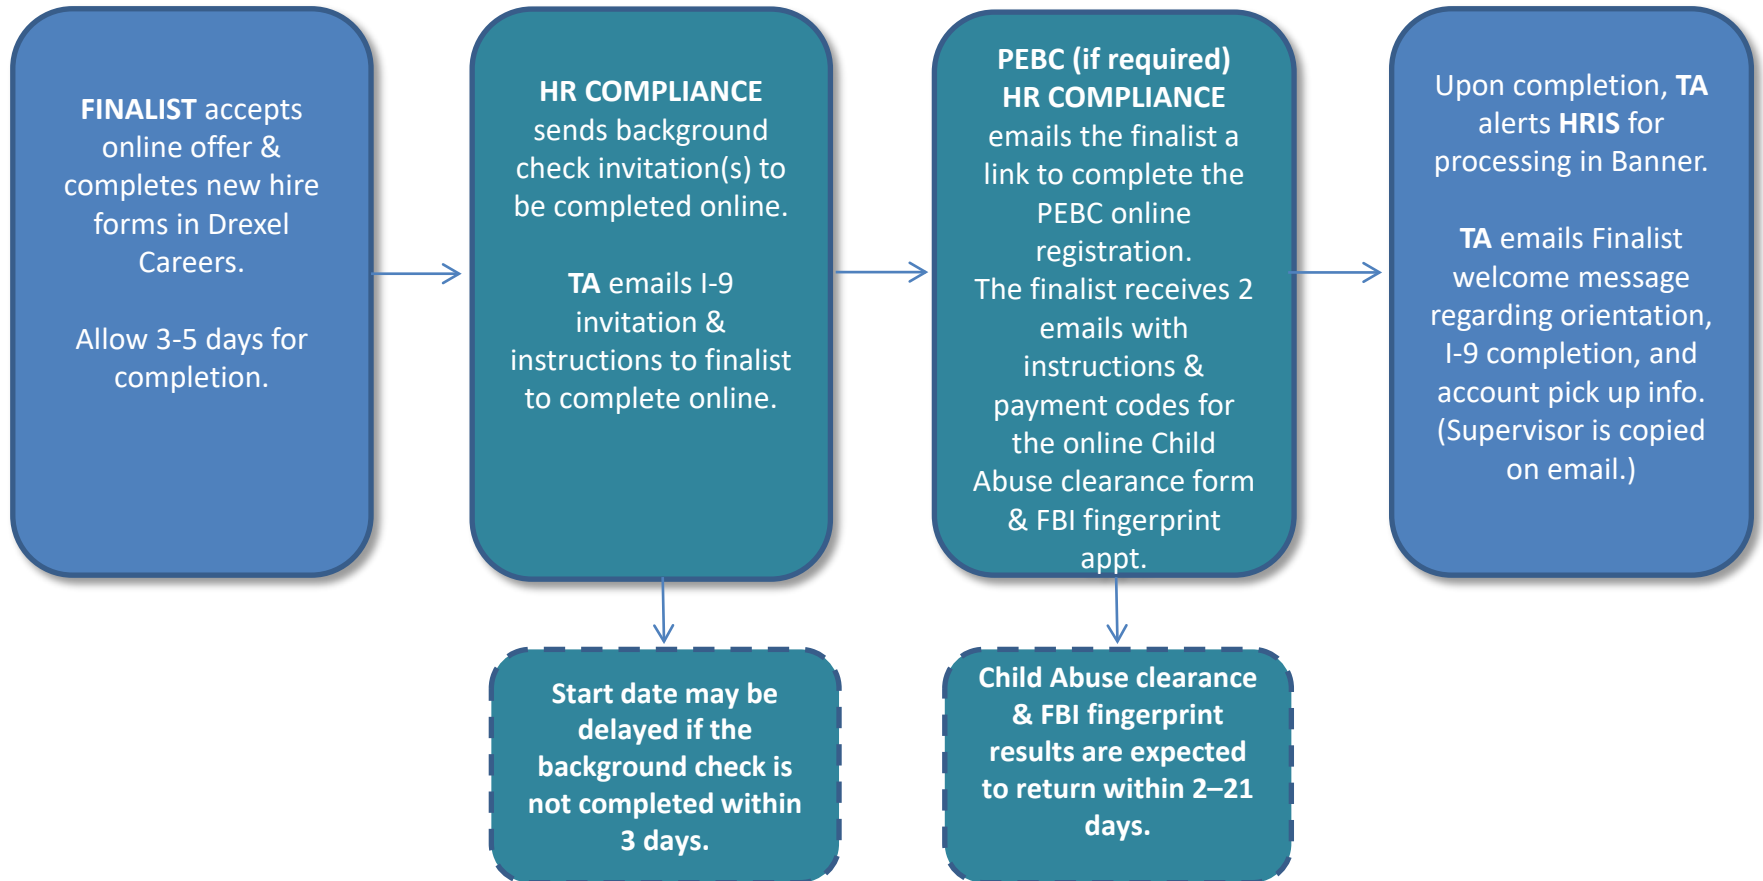 FINALIST accepts
online offer &
completes new hire
forms in Drexel
Careers.
Allow 3-5 days for
completion.
HR COMPLIANCE
sends background
check invitation(s) to
be completed online.
TA emails I-9
invitation &
instructions to finalist
to complete online.
PEBC (if required)
HR COMPLIANCE
emails the finalist a
link to complete the
PEBC online
registration.
The finalist receives 2
emails with
instructions &
payment codes for
the online Child
Abuse clearance form
& FBI fingerprint
appt.
Upon completion, TA
alerts HRIS for
processing in Banner.
TA emails Finalist
welcome message
regarding orientation,
I-9 completion, and
account pick up info.
(Supervisor is copied
on email.)
Start date may be
delayed if the
background check is
not completed within
3 days.
Child Abuse clearance
& FBI fingerprint
results are expected
to return within 2–21
days.